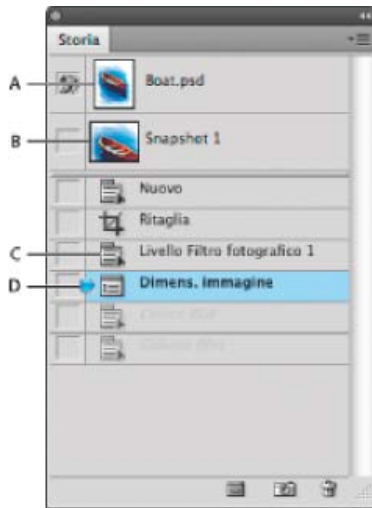 Storia
A
Boat.psd
B
Snapshot 1
Nuovo
Ritaglia
C
Livello Filtro fotografico 1
D
Dimens. immagine